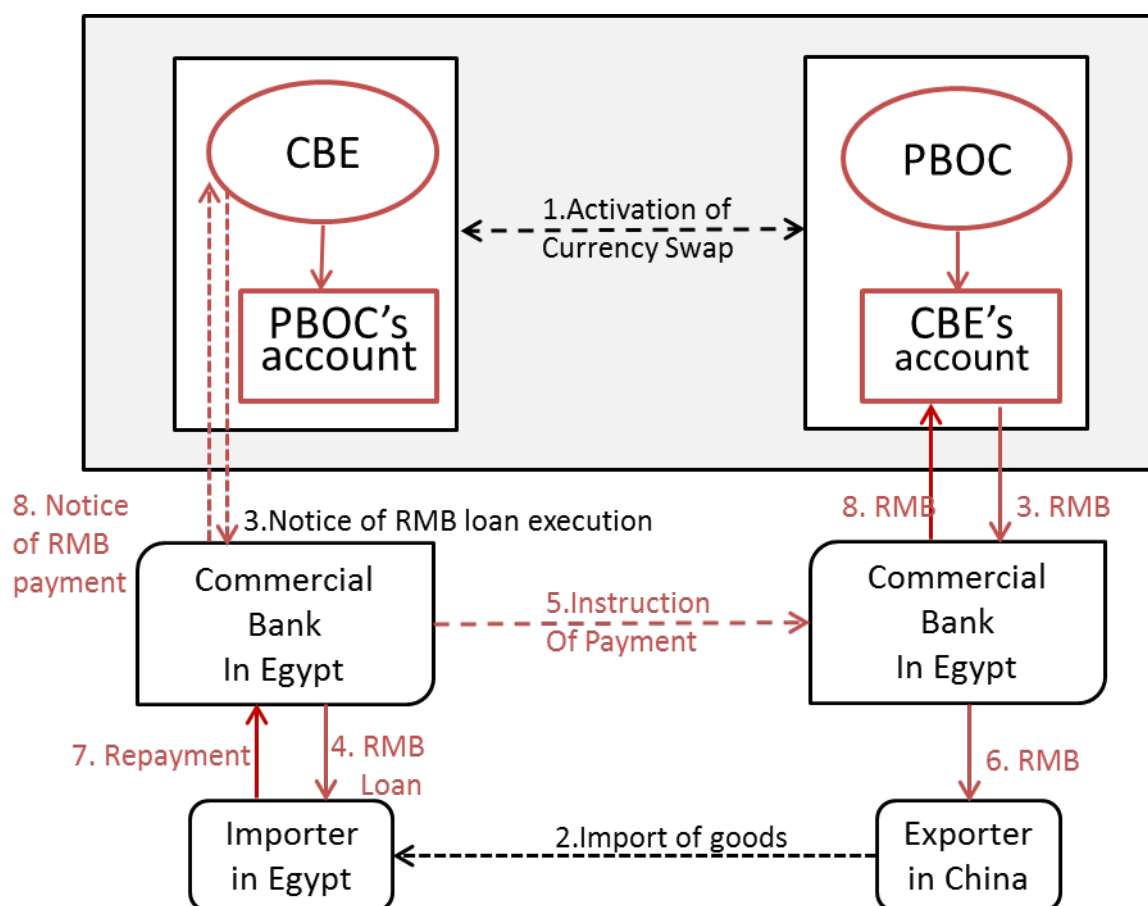 CBE
PBOC
1.Activation of
Currency Swap
PBOC’s
account
CBE’s
account
8. Notice
of RMB
payment
3.Notice of RMB loan execution
8. RMB
3. RMB
Commercial
Bank
In Egypt
5.Instruction
Of Payment
Commercial
Bank
In Egypt
7. Repayment
4. RMB
Loan
6. RMB
Importer
in Egypt
2.Import of goods
Exporter
in China